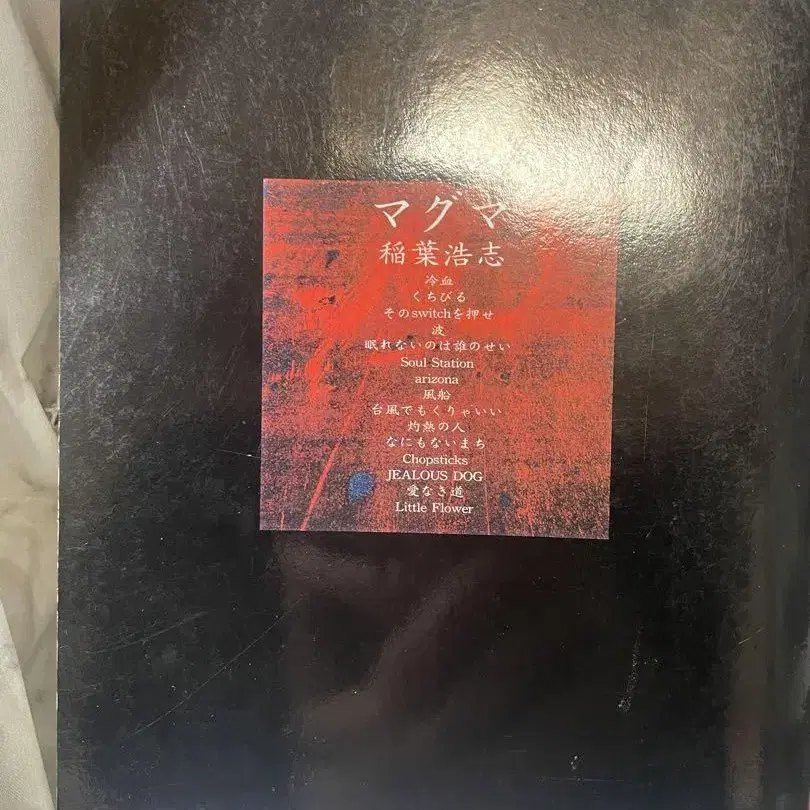 マグマ
稲葉浩志
冷血
くちびる
そのswitchを押せ
波
眠れないのは誰のせい
Soul Station
arizona
風船
台風でもくりゃいい
灼熱の人
なにもないまち
Chopsticks
JEALOUS DOG
愛なき道
Little Flower